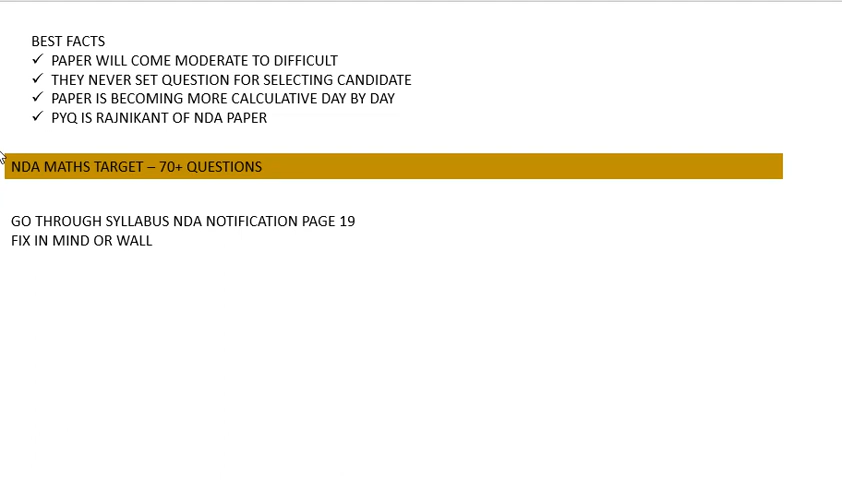 BEST FACTS
✓ PAPER WILL COME MODERATE TO DIFFICULT
✓ THEY NEVER SET QUESTION FOR SELECTING CANDIDATE
✓ PAPER IS BECOMING MORE CALCULATIVE DAY BY DAY
✓ PYQ IS RAJNIKANT OF NDA PAPER
NDA MATHS TARGET – 70+ QUESTIONS
GO THROUGH SYLLABUS NDA NOTIFICATION PAGE 19
FIX IN MIND OR WALL